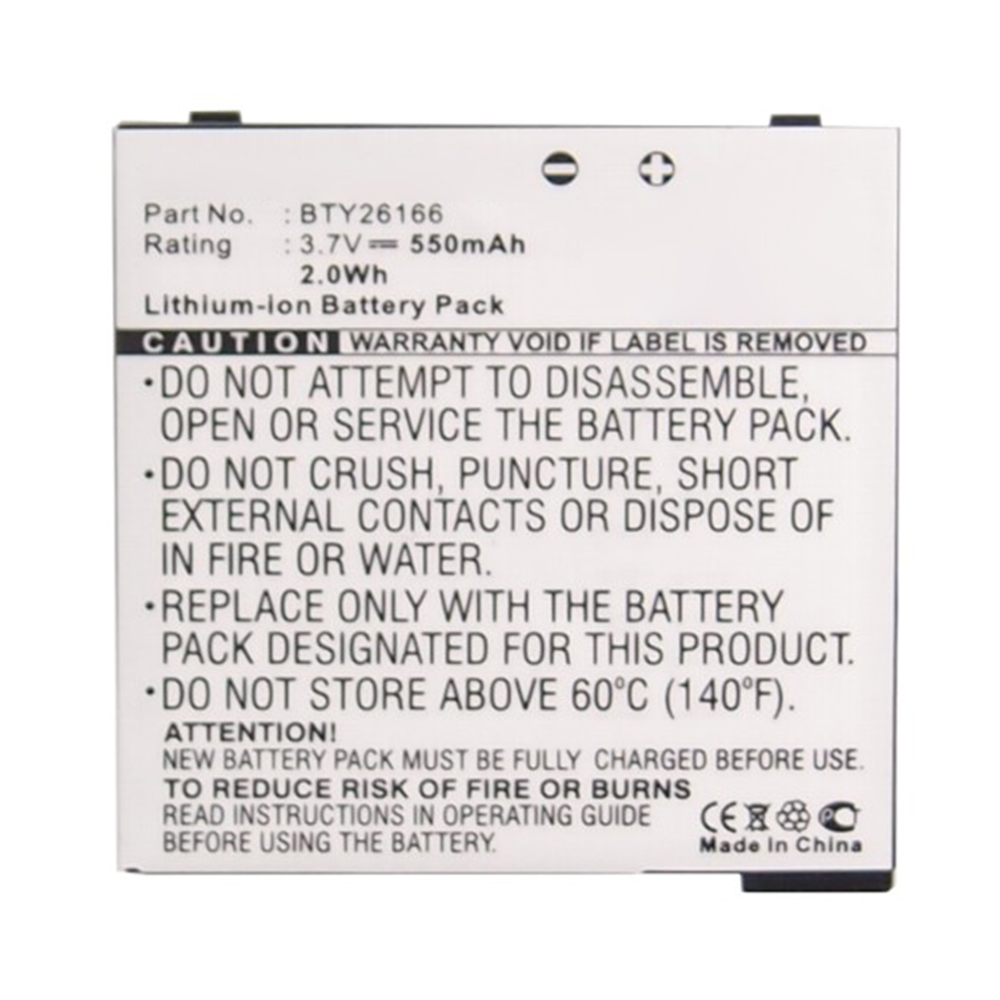 Part No. : BTY26166
Rating : 3.7V⎓550mAh
2.0Wh
Lithium-ion Battery Pack
CAUTION WARRANTY VOID IF LABEL IS REMOVED
•DO NOT ATTEMPT TO DISASSEMBLE,
OPEN OR SERVICE THE BATTERY PACK.
•DO NOT CRUSH, PUNCTURE, SHORT
EXTERNAL CONTACTS OR DISPOSE OF
IN FIRE OR WATER.
•REPLACE ONLY WITH THE BATTERY
PACK DESIGNATED FOR THIS PRODUCT.
•DO NOT STORE ABOVE 60°C (140°F).
ATTENTION!
NEW BATTERY PACK MUST BE FULLY CHARGED BEFORE USE.
TO REDUCE RISK OF FIRE OR BURNS
READ INSTRUCTIONS IN OPERATING GUIDE
BEFORE USING THE BATTERY.
CE
Made In China